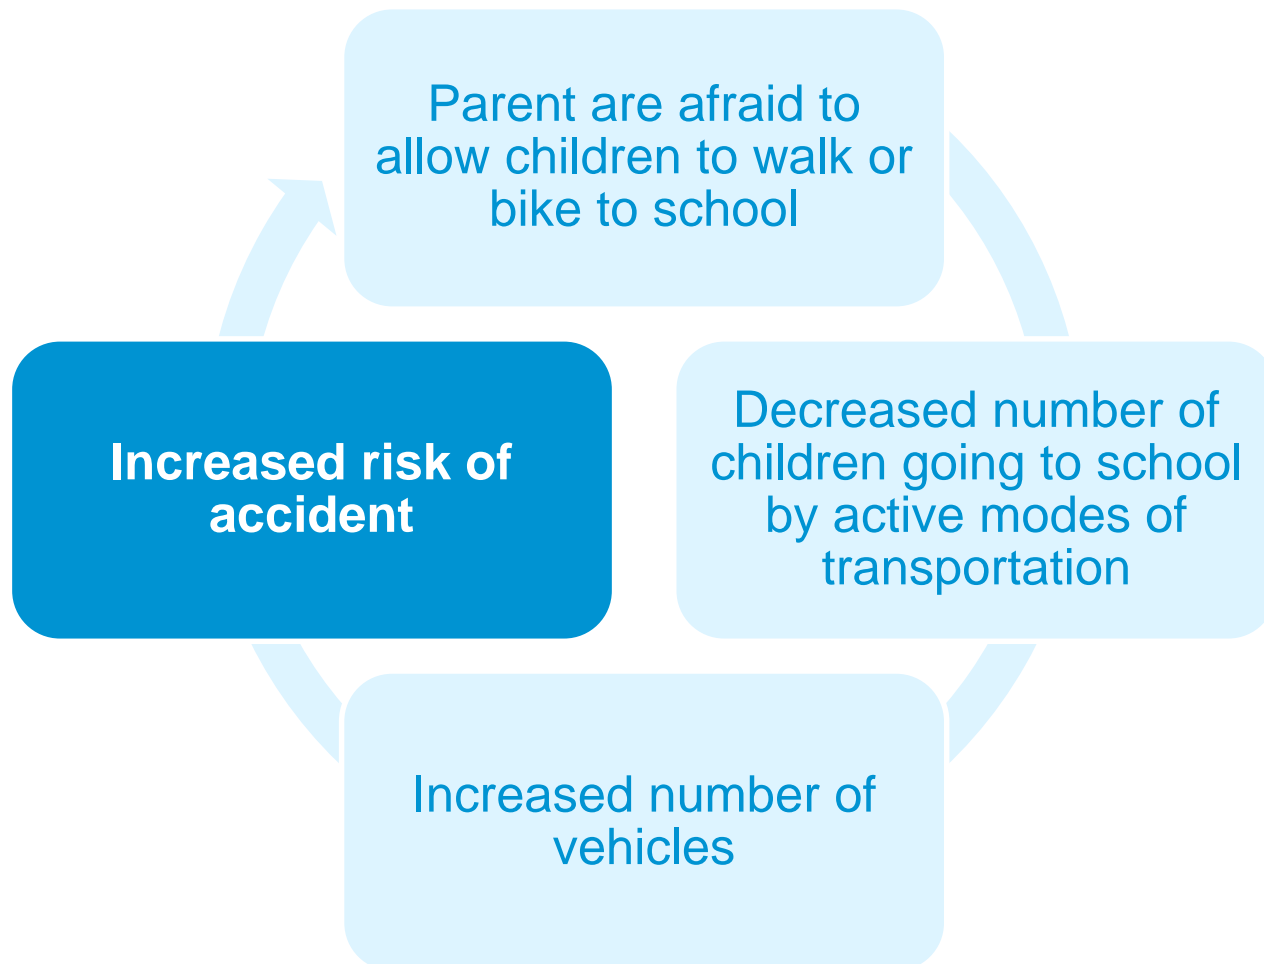 Parent are afraid to
allow children to walk or
bike to school
Increased risk of
accident
Decreased number of
children going to school
by active modes of
transportation
Increased number of
vehicles